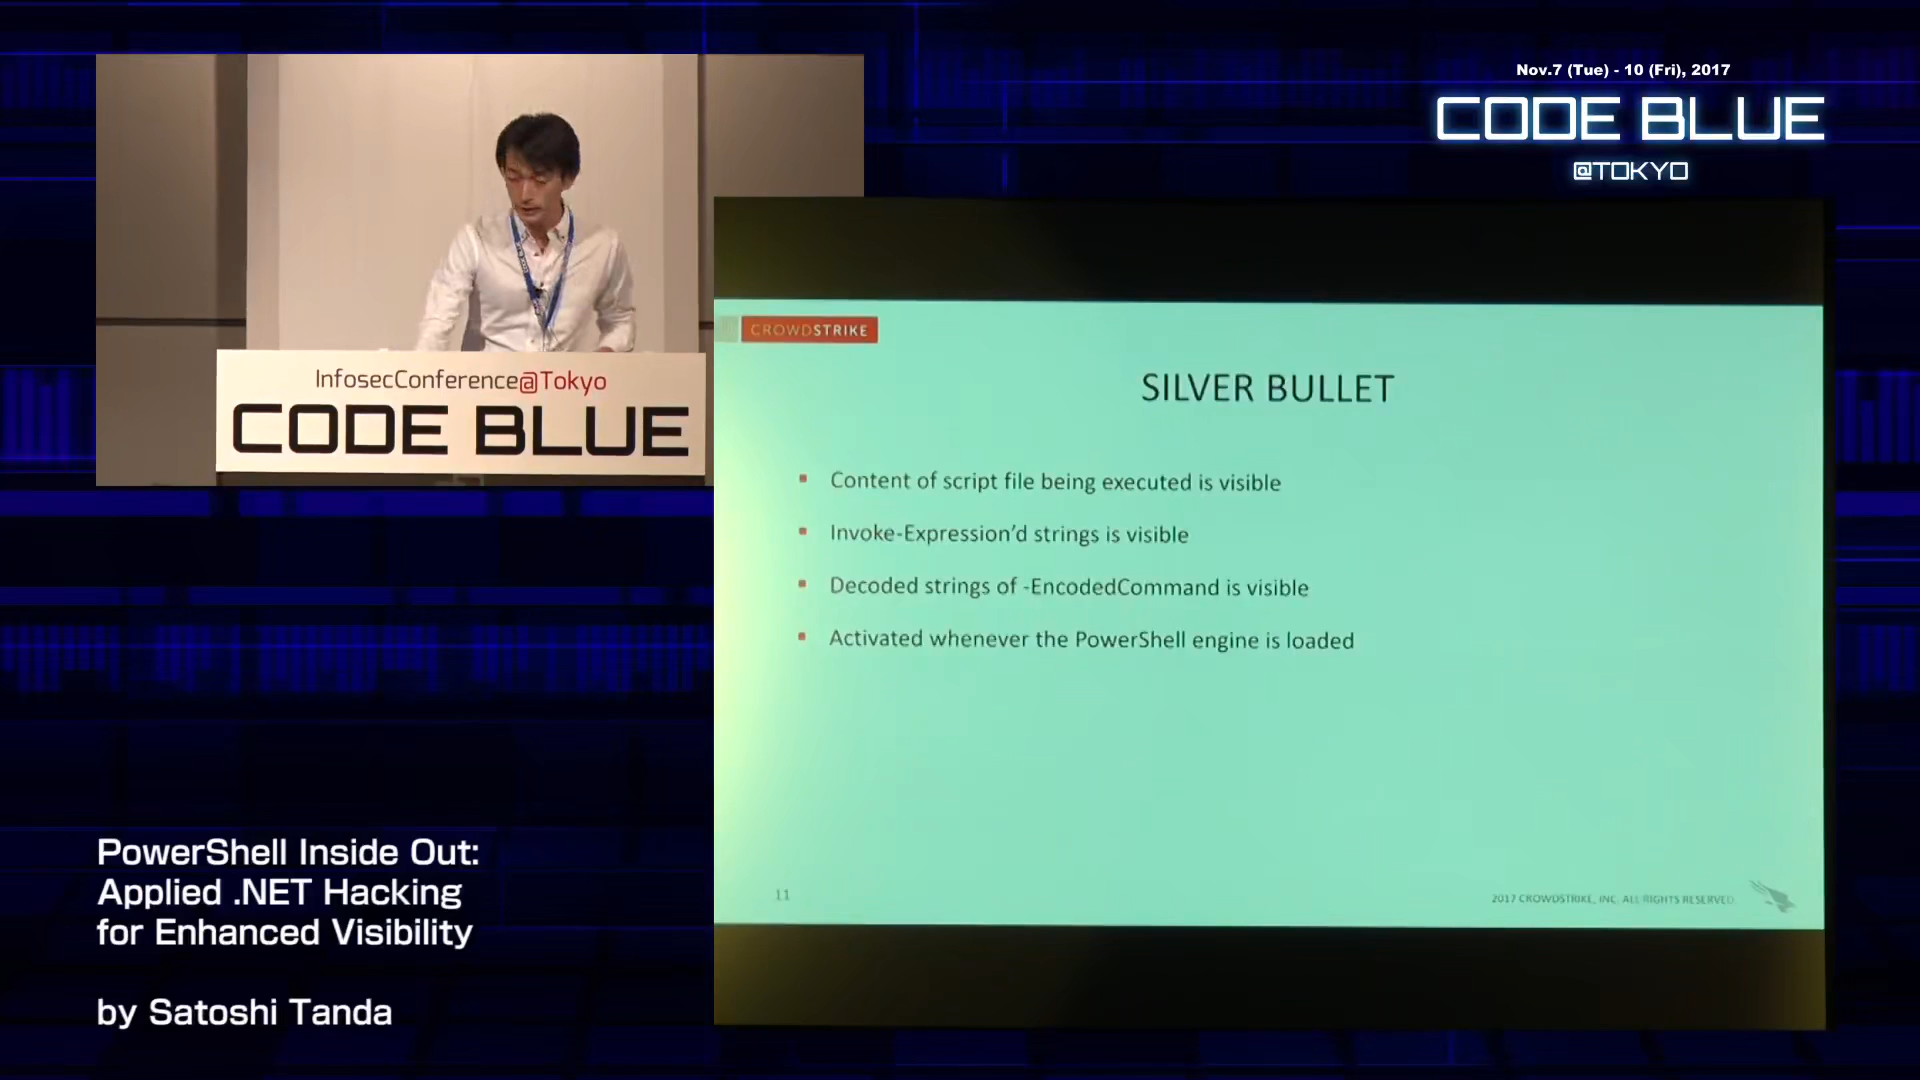 Nov.7 (Tue) - 10 (Fri), 2017
CODE BLUE
@TOKYO
InfosecConference@Tokyo
CODE BLUE
CROWDSTRIKE
SILVER BULLET
▪ Content of script file being executed is visible
▪ Invoke-Expression’d strings is visible
▪ Decoded strings of -EncodedCommand is visible
▪ Activated whenever the PowerShell engine is loaded
11
2017 CROWDSTRIKE, INC. ALL RIGHTS RESERVED.
PowerShell Inside Out:
Applied .NET Hacking
for Enhanced Visibility
by Satoshi Tanda